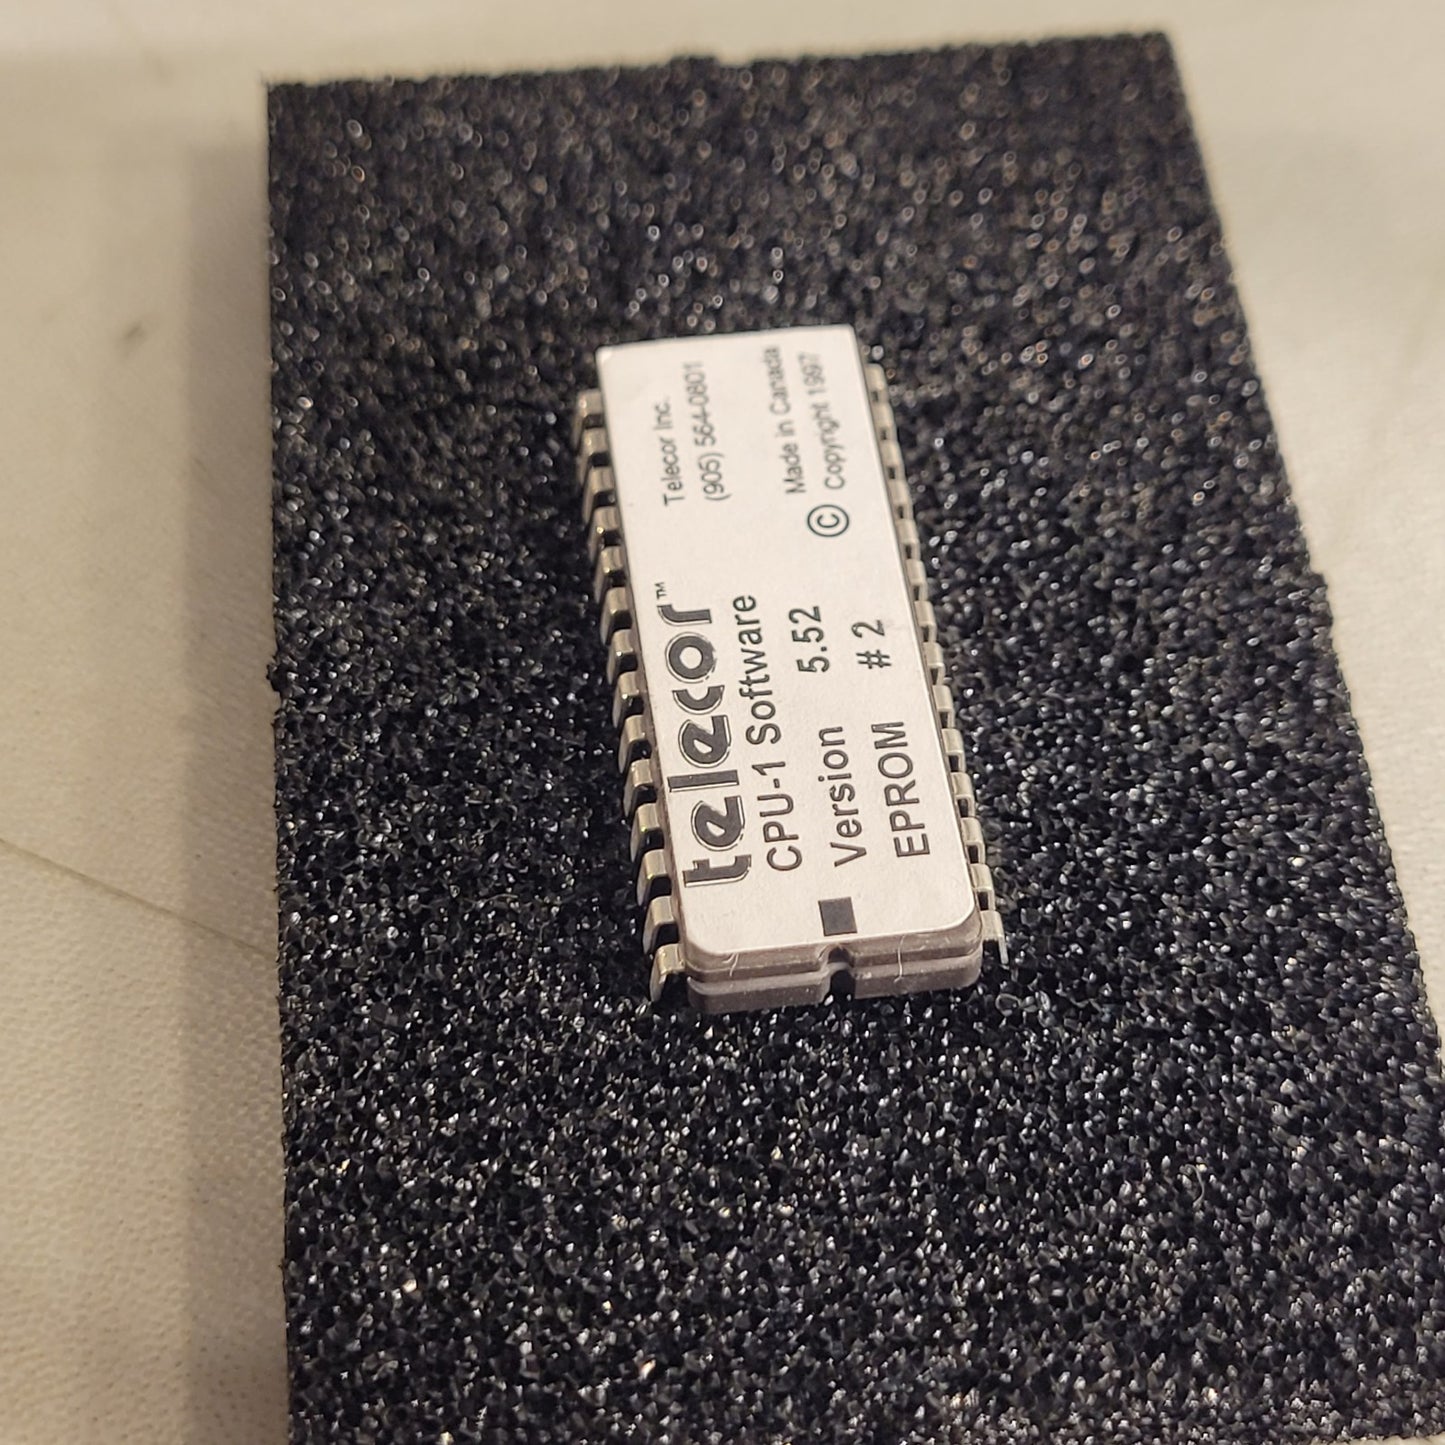 telecor™
CPU-1 Software
Version 5.52
EPROM # 2
Telecor Inc.
(905) 564-0801
Made in Canada
© Copyright 1997